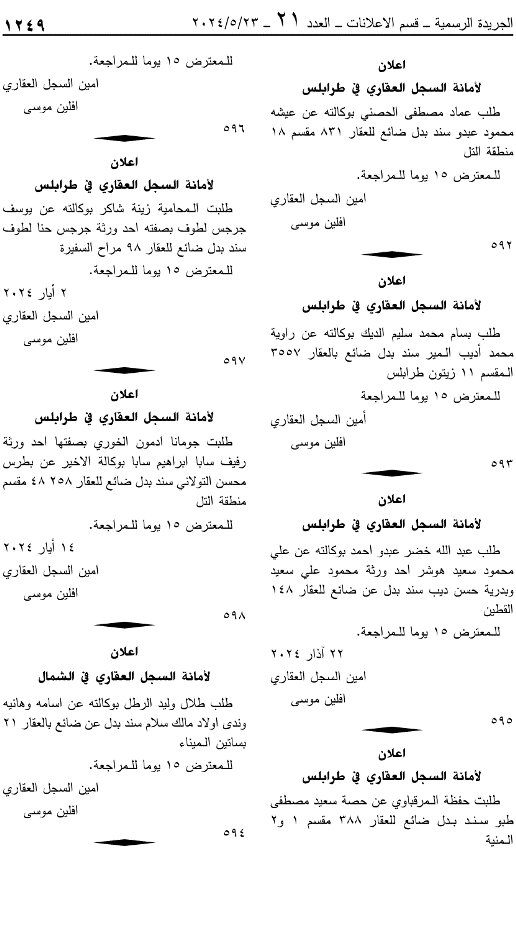 الجريدة الرسمية ــ قسم الاعلانات ــ العدد ٢١ ــ ٢٠٢٤/٥/٢٣
١٢٤٩
اعلان
لأمانة السجل العقاري في طرابلس
طلب عماد مصطفى الحصني بوكالته عن عيشه
محمود عبدو سند بدل ضائع للعقار ٨٣١ مقسم ١٨
منطقة التل
للمعترض ١٥ يوما للمراجعة.
امين السجل العقاري
افلين موسى
٥٩٢
اعلان
لأمانة السجل العقاري في طرابلس
طلب بسام محمد سليم الديك بوكالته عن راوية
محمد أديب المير سند بدل ضائع بالعقار ٣٥٥٧
المقسم ١١ زيتون طرابلس
للمعترض ١٥ يوما للمراجعة
أمين السجل العقاري
افلين موسى
٥٩٣
اعلان
لأمانة السجل العقاري في طرابلس
طلب عبد الله خضر عبدو احمد بوكالته عن علي
محمود سعيد هوشر احد ورثة محمود علي سعيد
وبدرية حسن ديب سند بدل عن ضائع للعقار ١٤٨
القطين
للمعترض ١٥ يوما للمراجعة.
٢٢ آذار ٢٠٢٤
امين السجل العقاري
افلين موسى
٥٩٥
اعلان
لأمانة السجل العقاري في طرابلس
طلبت حفظة المرقباوي عن حصة سعيد مصطفى
طبو سند بدل ضائع للعقار ٣٨٨ مقسم ١ و٢
المنية
للمعترض ١٥ يوما للمراجعة.
امين السجل العقاري
افلين موسى
٥٩٦
اعلان
لأمانة السجل العقاري في طرابلس
طلبت المحامية زينة شاكر بوكالته عن يوسف
جرجس لطوف بصفته احد ورثة جرجس حنا لطوف
سند بدل ضائع للعقار ٩٨ مراح السفيرة
للمعترض ١٥ يوما للمراجعة.
٢ أيار ٢٠٢٤
امين السجل العقاري
افلين موسى
٥٩٧
اعلان
لأمانة السجل العقاري في طرابلس
طلبت جومانا ادمون الخوري بصفتها احد ورثة
رفيف سابا ابراهيم سابا بوكالة الاخير عن بطرس
محسن التولاني سند بدل ضائع للعقار ٢٥٨ ٤٨ مقسم
منطقة التل
للمعترض ١٥ يوما للمراجعة.
١٤ أيار ٢٠٢٤
امين السجل العقاري
افلين موسى
٥٩٨
اعلان
لأمانة السجل العقاري في الشمال
طلب طلال وليد الرطل بوكالته عن اسامه وهانيه
وندى اولاد مالك سلام سند بدل عن ضائع بالعقار ٢١
بساتين الميناء
للمعترض ١٥ يوما للمراجعة.
امين السجل العقاري
افلين موسى
٥٩٤